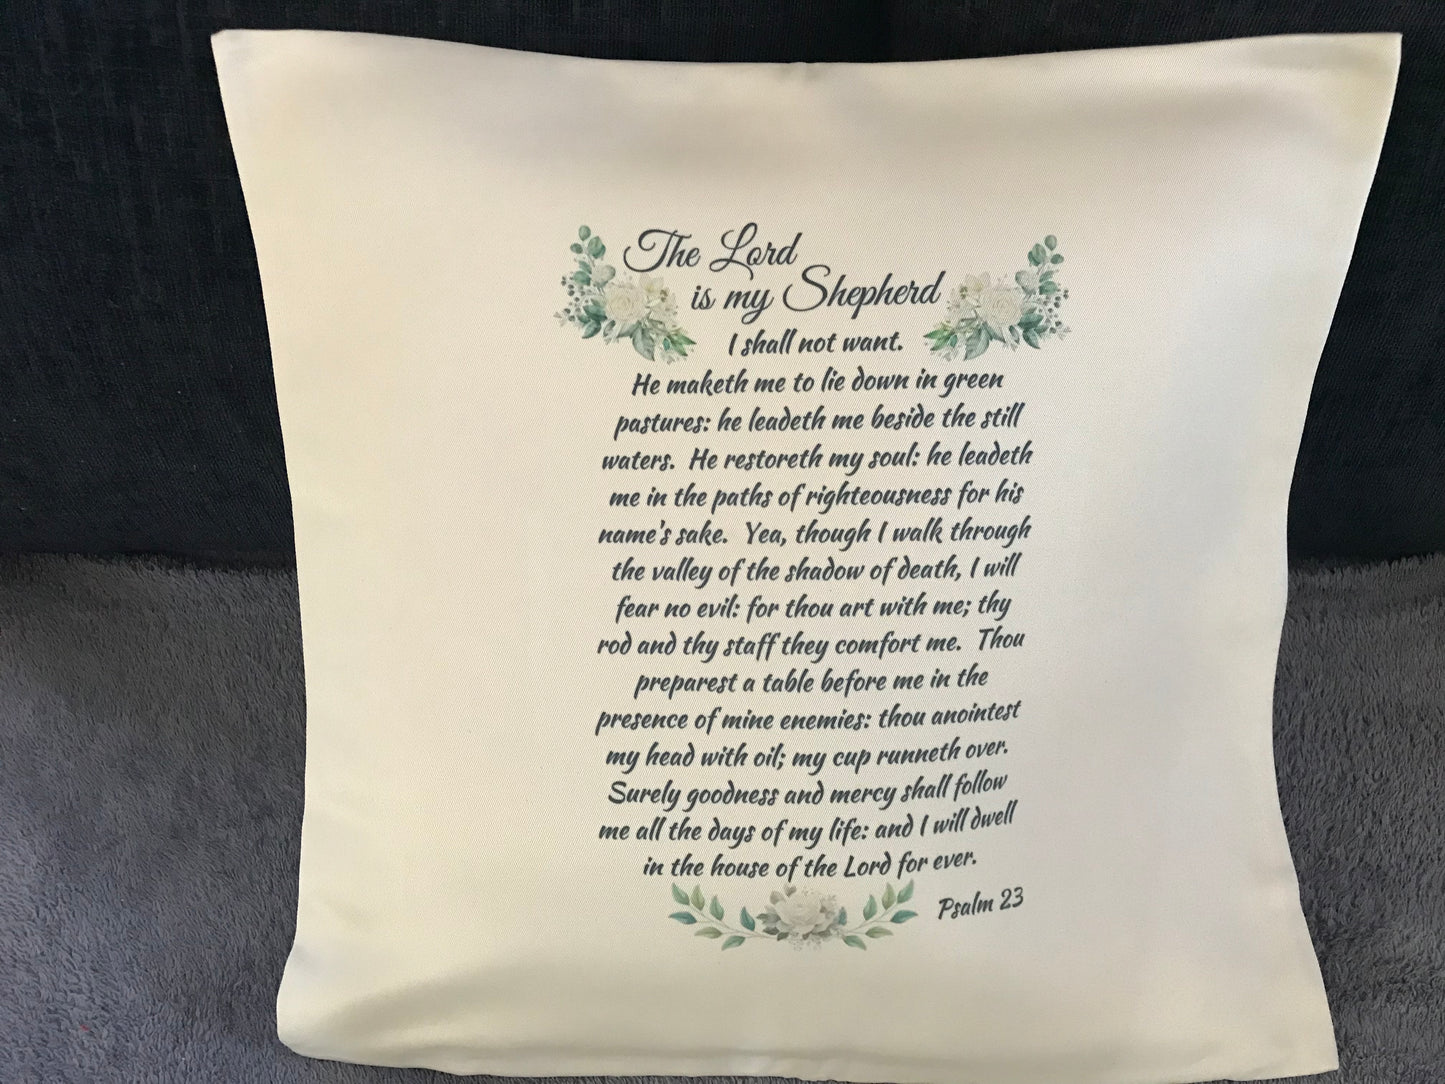 The Lord
is my Shepherd
I shall not want.
He maketh me to lie down in green
pastures: he leadeth me beside the still
waters.  He restoreth my soul: he leadeth
me in the paths of righteousness for his
name's sake.  Yea, though I walk through
the valley of the shadow of death, I will
fear no evil: for thou art with me; thy
rod and thy staff they comfort me.  Thou
preparest a table before me in the
presence of mine enemies: thou anointest
my head with oil; my cup runneth over.
Surely goodness and mercy shall follow
me all the days of my life: and I will dwell
in the house of the Lord for ever.
Psalm 23